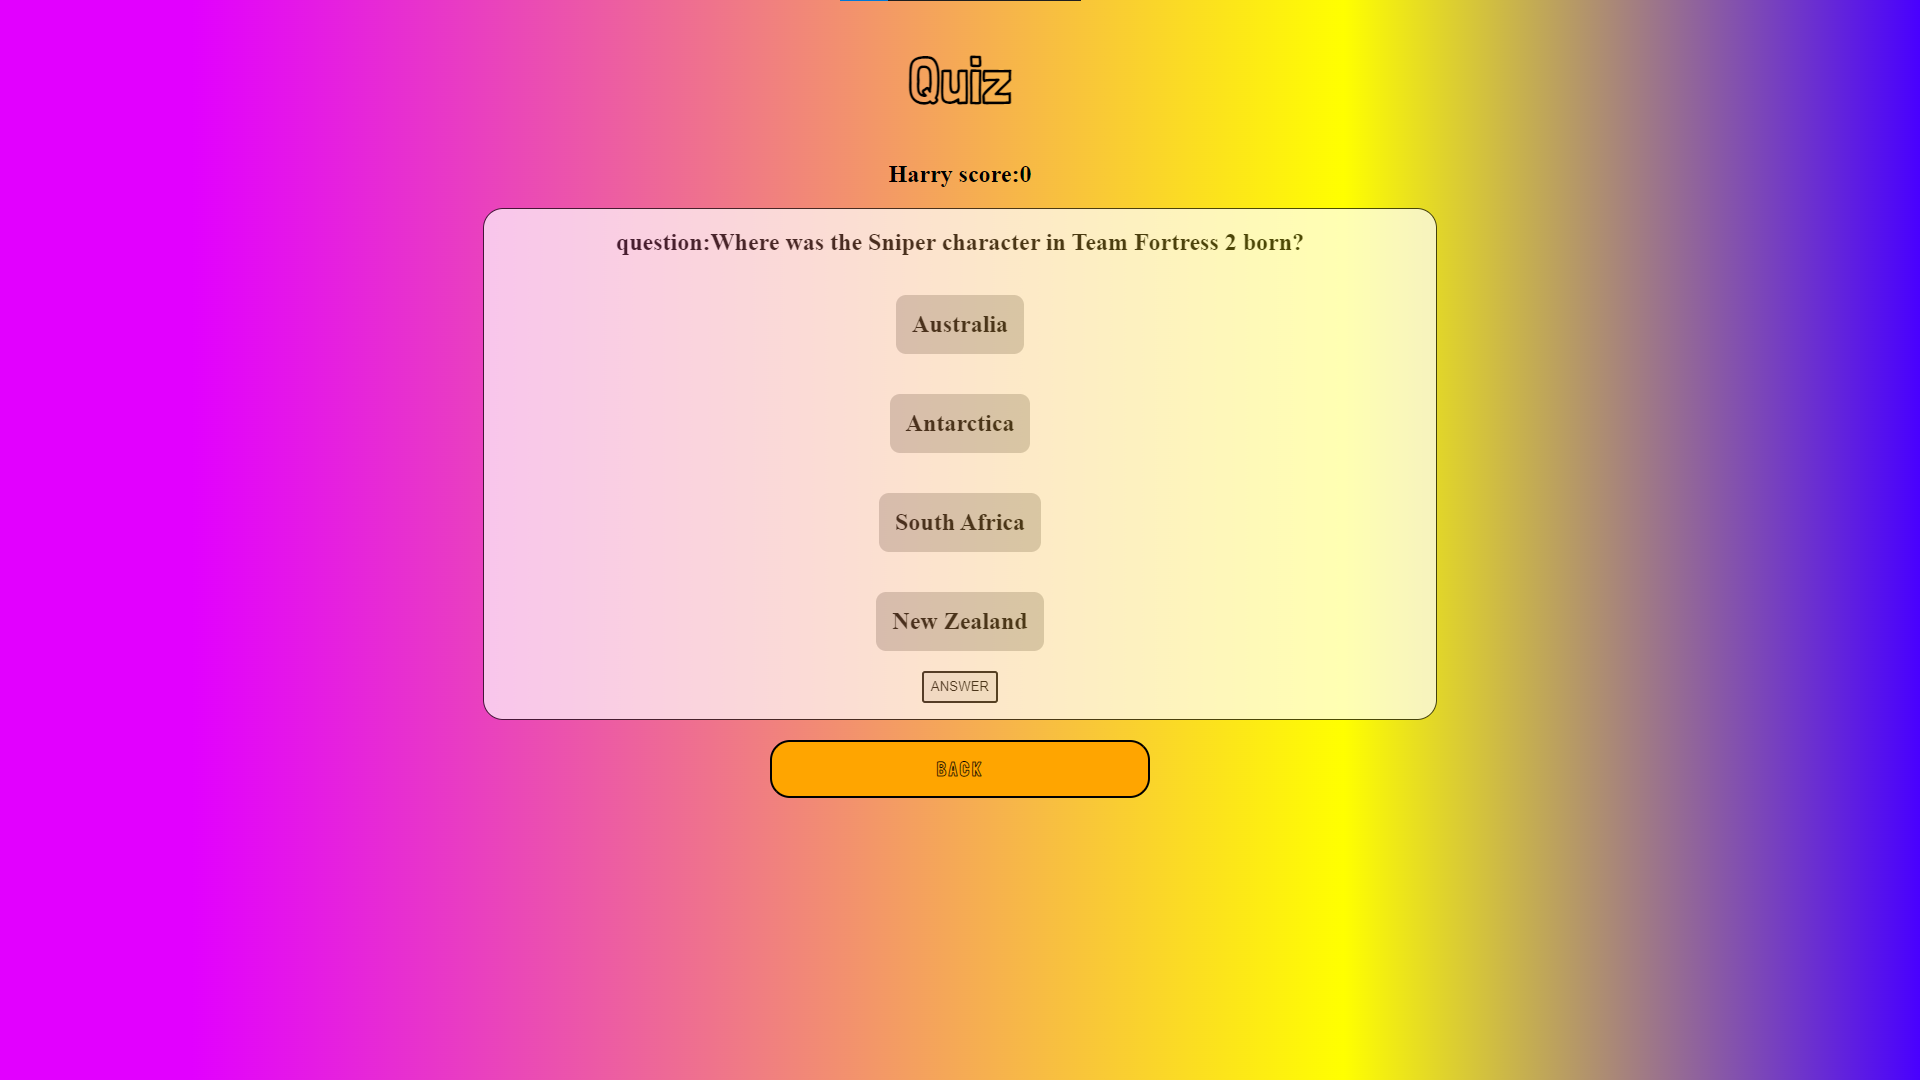 Quiz
Harry score:0
question:Where was the Sniper character in Team Fortress 2 born?
Australia
Antarctica
South Africa
New Zealand
ANSWER
BACK